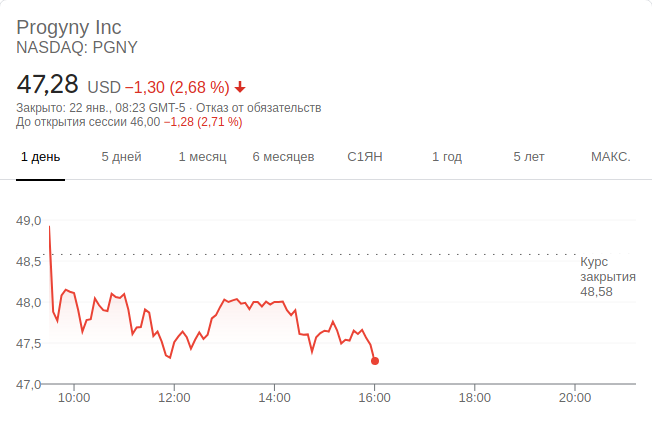 Progyny Inc
NASDAQ: PGNY
47,28 USD −1,30 (2,68 %)
Закрыто: 22 янв., 08:23 GMT-5 · Отказ от обязательств
До открытия сессии 46,00 −1,28 (2,71 %)
1 день 5 дней 1 месяц 6 месяцев С1ЯН 1 год 5 лет МАКС.
49,0
48,5
48,0
47,5
47,0
Курс
закрытия
48,58
10:00 12:00 14:00 16:00 18:00 20:00